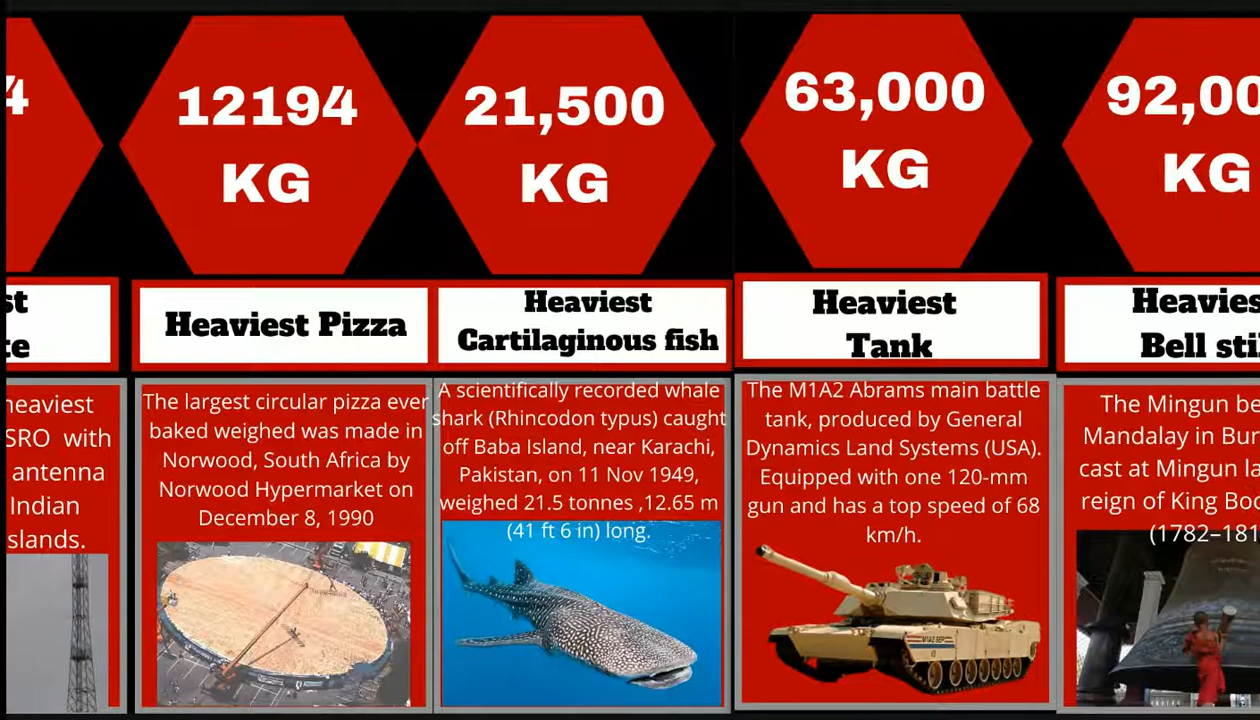 4
st
te
heaviest
SRO with
antenna
Indian
slands.
12194
KG
Heaviest Pizza
The largest circular pizza ever
baked weighed was made in
Norwood, South Africa by
Norwood Hypermarket on
December 8, 1990
21,500
KG
Heaviest
Cartilaginous fish
A scientifically recorded whale
shark (Rhincodon typus) caught
off Baba Island, near Karachi,
Pakistan, on 11 Nov 1949,
weighed 21.5 tonnes ,12.65 m
(41 ft 6 in) long.
63,000
KG
Heaviest
Tank
The M1A2 Abrams main battle
tank, produced by General
Dynamics Land Systems (USA).
Equipped with one 120-mm
gun and has a top speed of 68
km/h.
M1A2 SEP
92,00
KG
Heavies
Bell sti
The Mingun be
Mandalay in Bur
cast at Mingun la
reign of King Bo
(1782–181